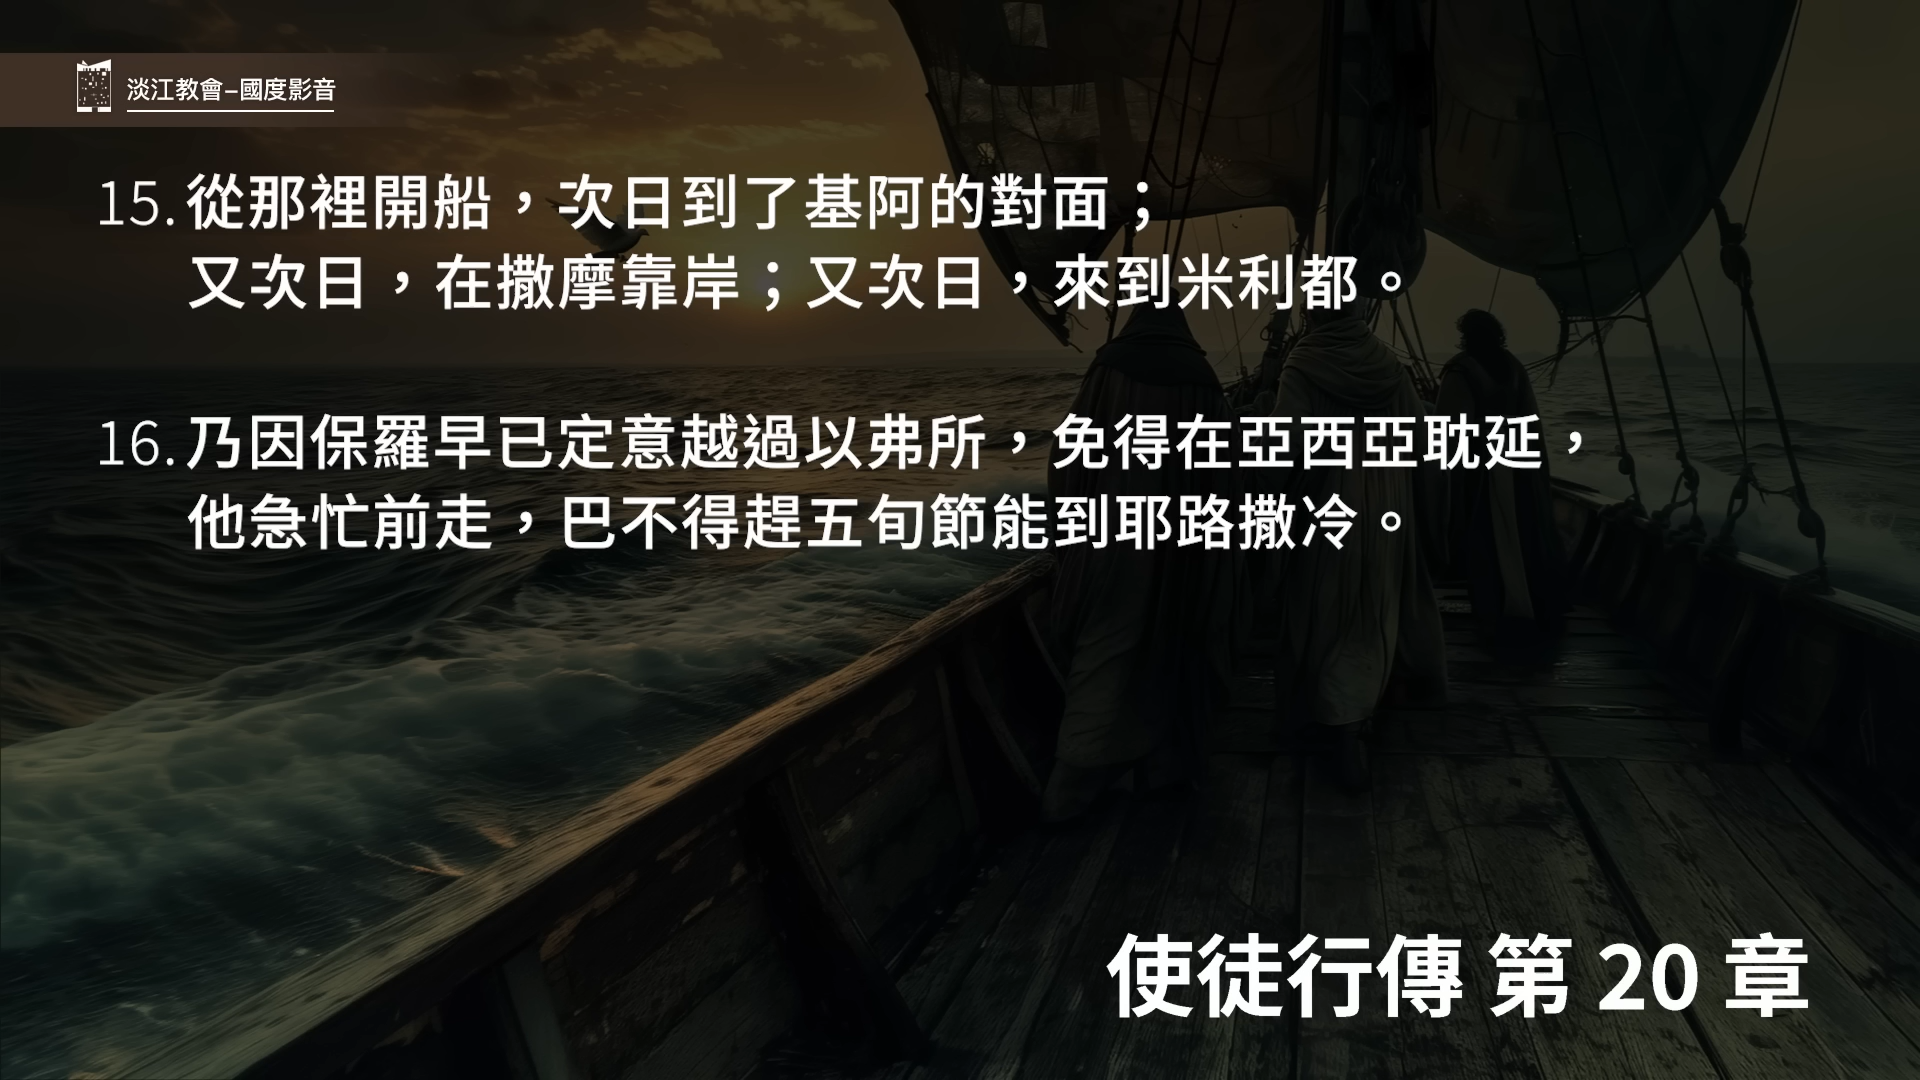 淡江教會–國度影音
15.從那裡開船，次日到了基阿的對面；
又次日，在撒摩靠岸；又次日，來到米利都。
16.乃因保羅早已定意越過以弗所，免得在亞西亞耽延，
他急忙前走，巴不得趕五旬節能到耶路撒冷。
使徒行傳 第 20 章